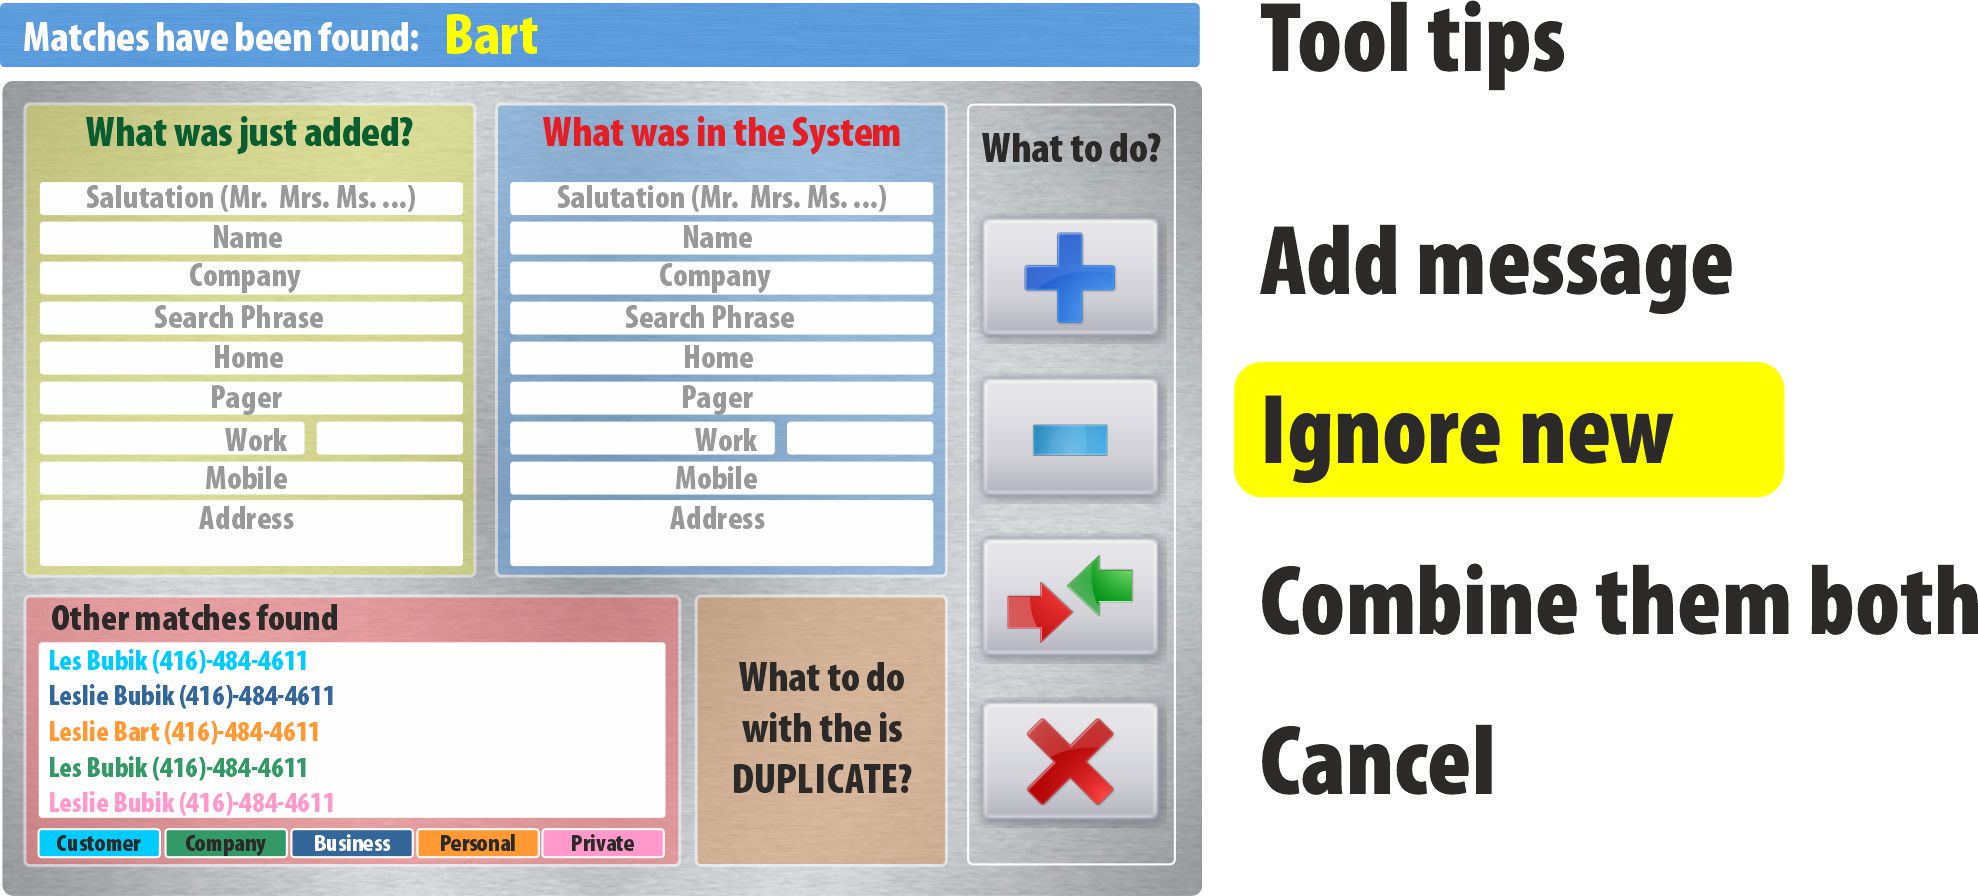 Matches have been found: Bart
What was just added?
Salutation (Mr. Mrs. Ms. ...)
Name
Company
Search Phrase
Home
Pager
Work
Mobile
Address
What was in the System
Salutation (Mr. Mrs. Ms. ...)
Name
Company
Search Phrase
Home
Pager
Work
Mobile
Address
Other matches found
Les Bubik (416)-484-4611
Leslie Bubik (416)-484-4611
Leslie Bart (416)-484-4611
Les Bubik (416)-484-4611
Leslie Bubik (416)-484-4611
Customer Company Business Personal Private
What to do
with the is
DUPLICATE?
What to do?
Tool tips
Add message
Ignore new
Combine them both
Cancel